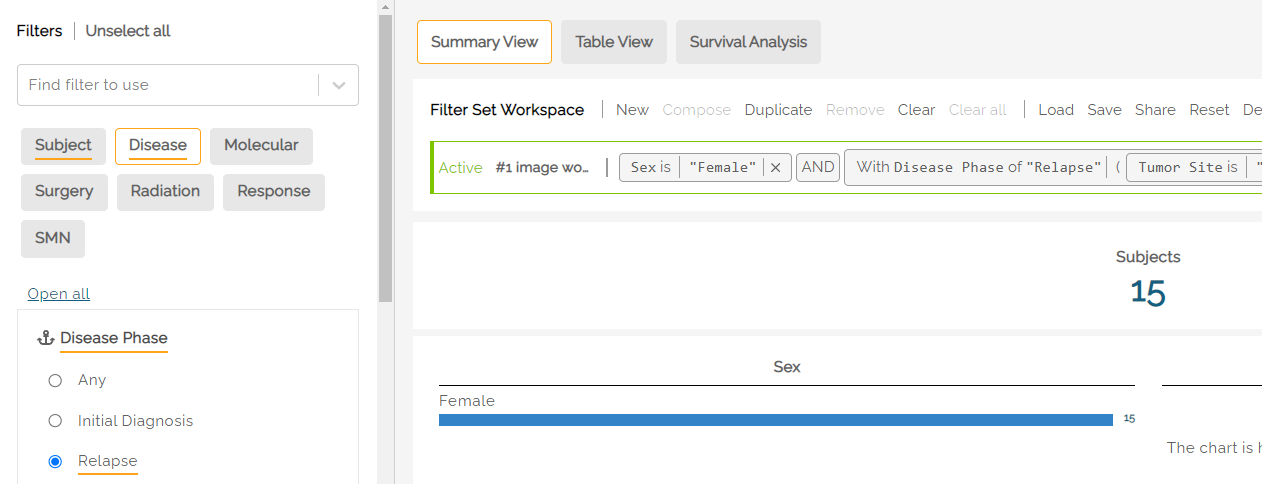 Filters | Unselect all
Find filter to use
Subject Disease Molecular
Surgery Radiation Response
SMN
Open all
Disease Phase
Any
Initial Diagnosis
Relapse
Summary View Table View Survival Analysis
Filter Set Workspace | New Compose Duplicate Remove Clear Clear all | Load Save Share Reset De
Active #1 image wo... | Sex is | "Female" | × AND With Disease Phase of "Relapse" | ( Tumor Site is | "
Subjects
15
Sex
Female
15
The chart is h